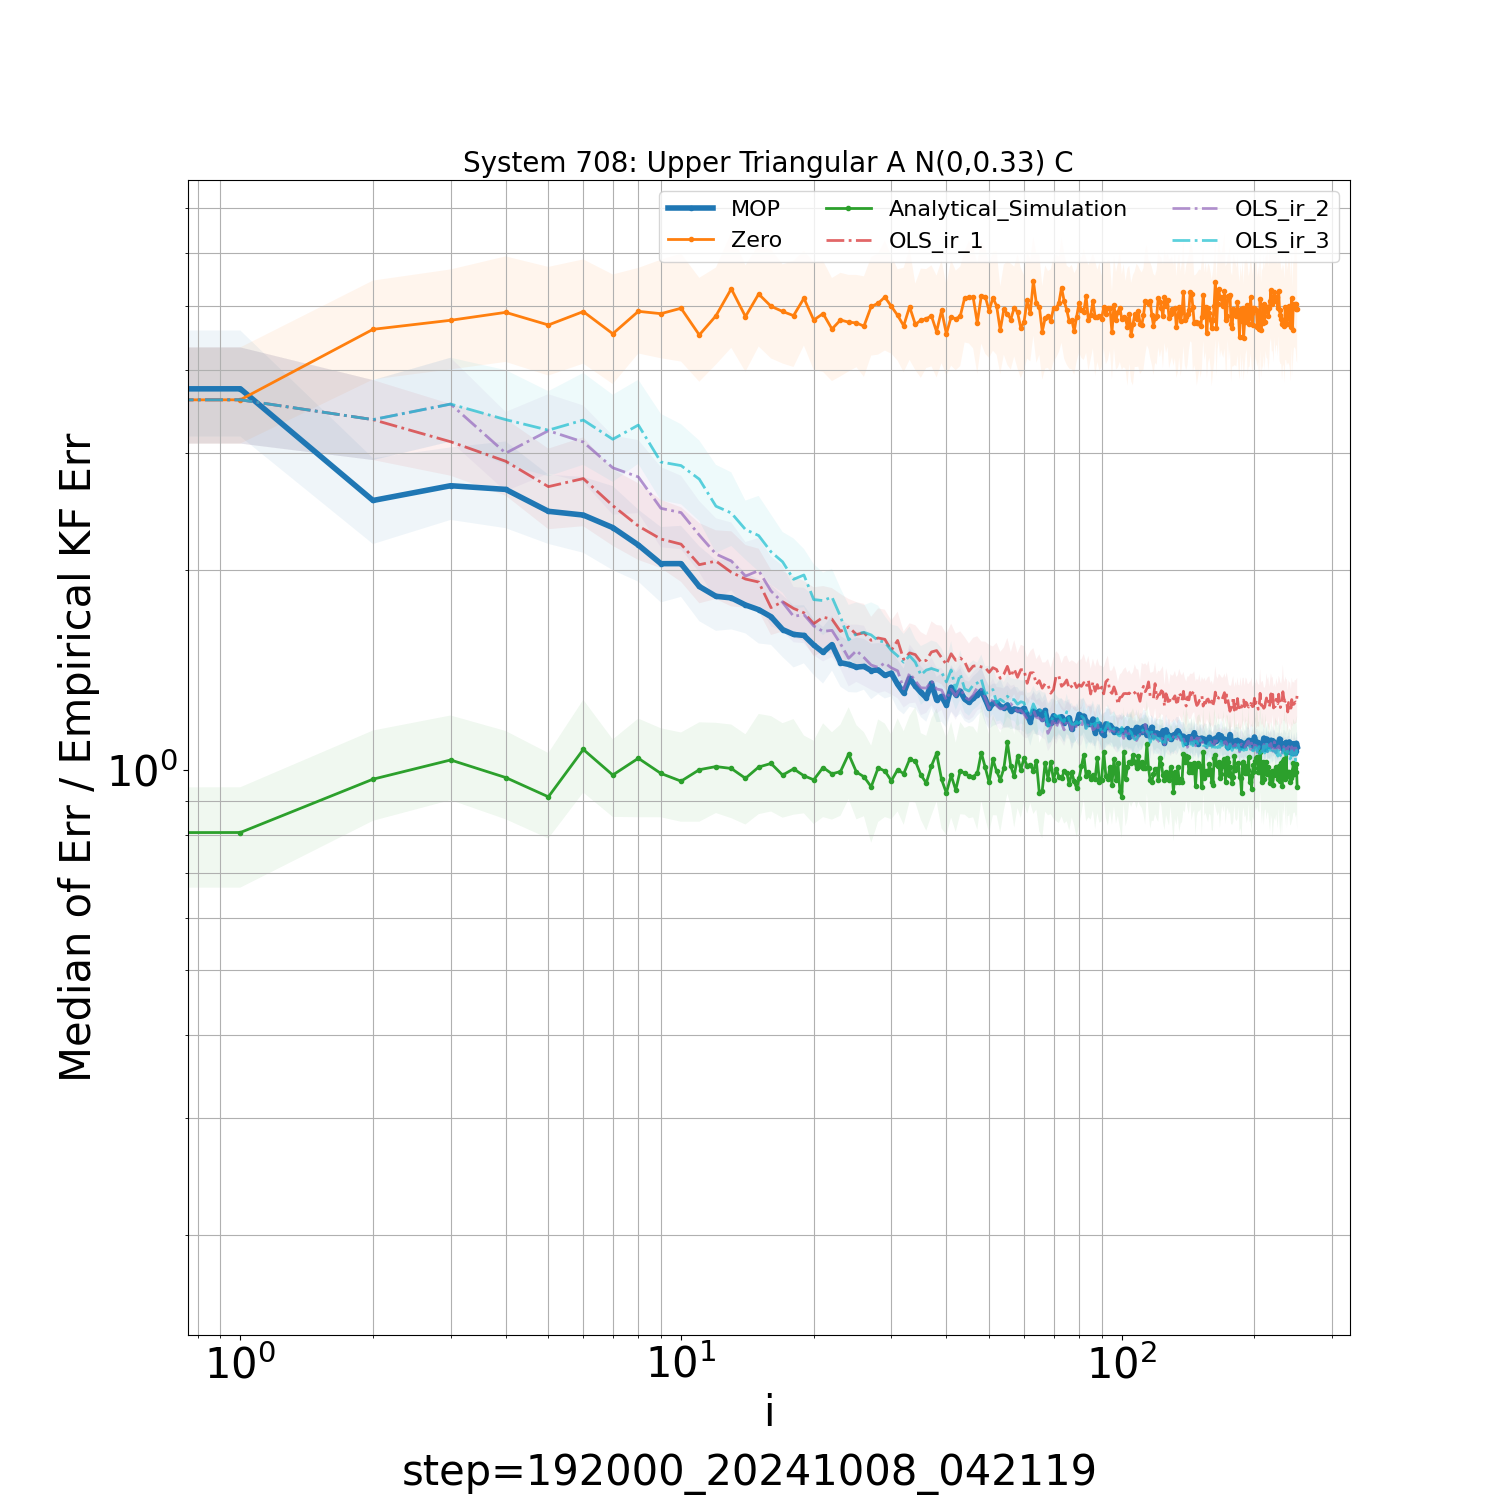 System 708: Upper Triangular A N(0,0.33) C
MOP
Zero
Analytical_Simulation
OLS_ir_1
OLS_ir_2
OLS_ir_3
Median of Err / Empirical KF Err
10⁰
10⁰ 10¹ 10²
i
step=192000_20241008_042119